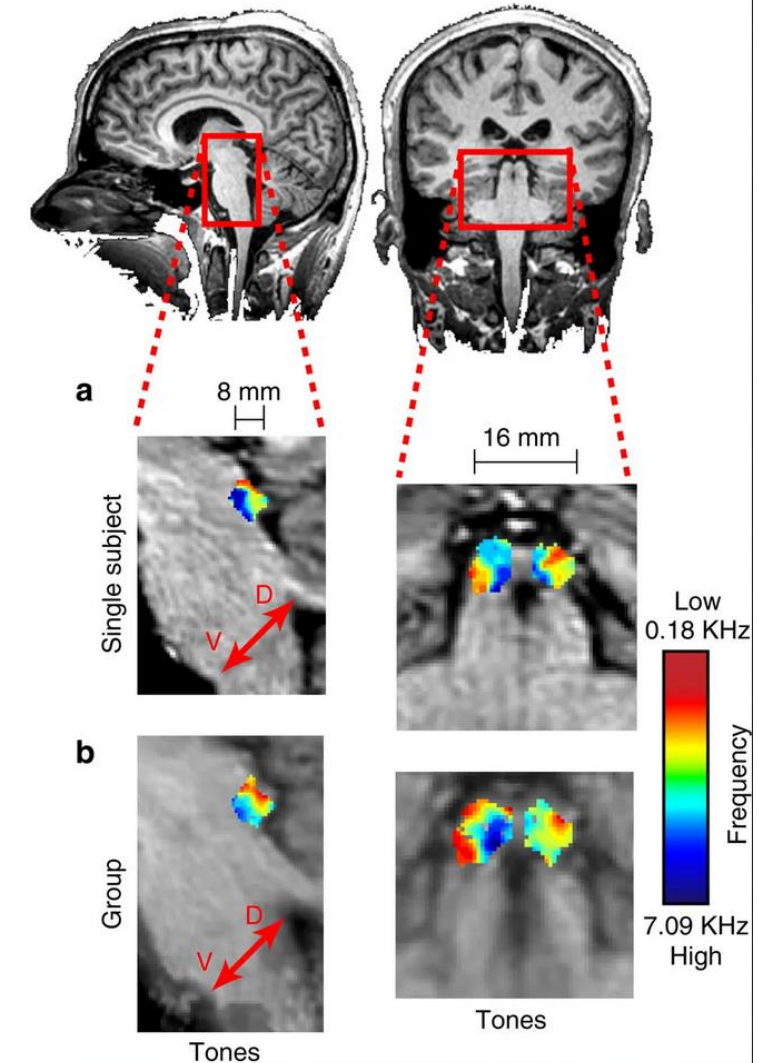 a
8 mm
16 mm
Single subject
D
V
Low
0.18 KHz
Frequency
7.09 KHz
High
b
Group
D
V
Tones
Tones